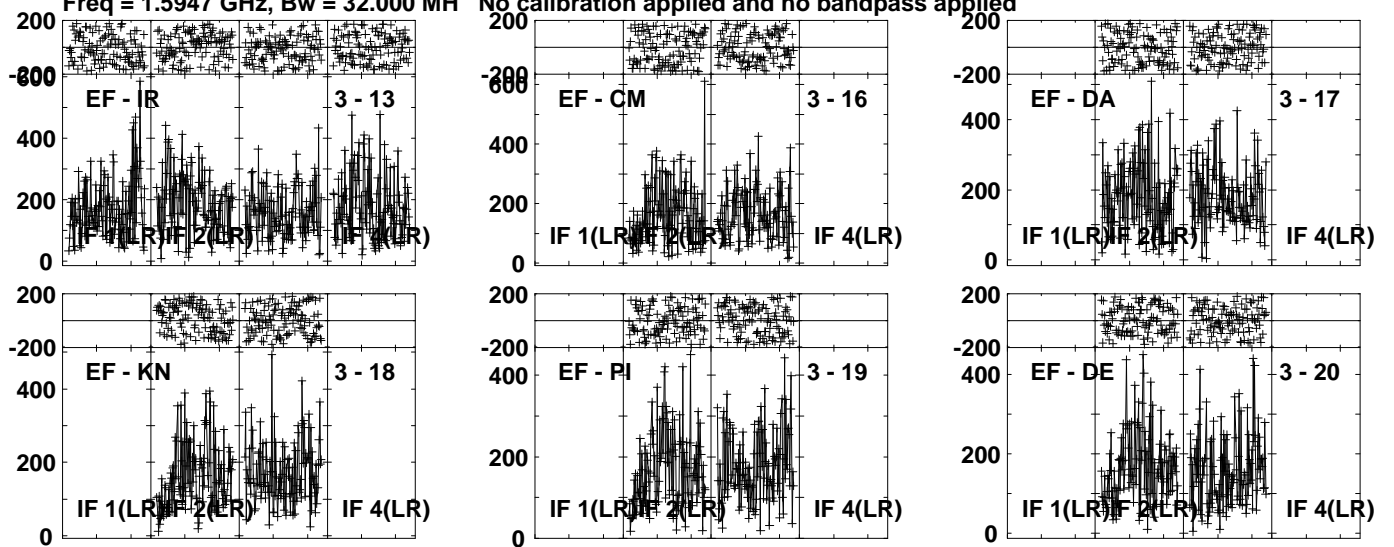 Freq = 1.5947 GHz, Bw = 32.000 MH No calibration applied and no bandpass applied
200
-200
EF - IR
3 - 13
400
200
0
IF 1(LR)
IF 2(LR)
IF 4(LR)
-200
600
EF - CM
3 - 16
400
200
0
IF 1(LR)
IF 2(LR)
IF 4(LR)
200
-200
EF - DA
3 - 17
400
200
0
IF 1(LR)
IF 2(LR)
IF 4(LR)
200
-200
EF - KN
3 - 18
400
200
0
IF 1(LR)
IF 2(LR)
IF 4(LR)
200
-200
EF - PI
3 - 19
400
200
0
IF 1(LR)
IF 2(LR)
IF 4(LR)
200
-200
EF - DE
3 - 20
400
200
0
IF 1(LR)
IF 2(LR)
IF 4(LR)